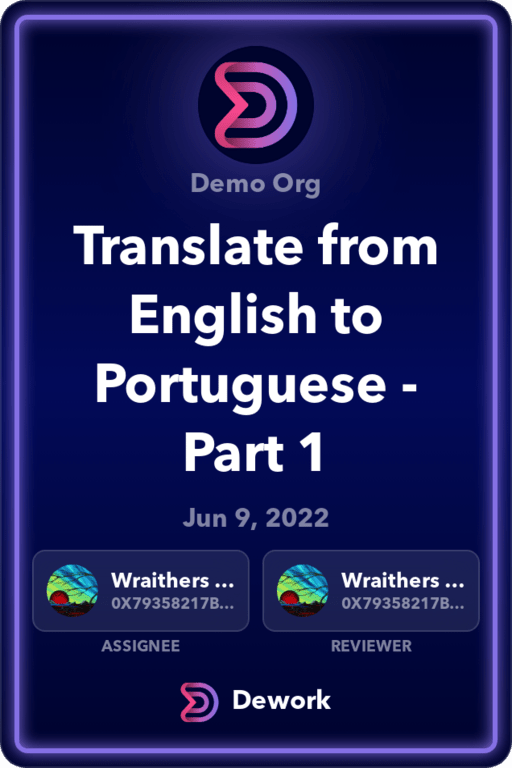 Demo Org
Translate from
English to
Portuguese -
Part 1
Jun 9, 2022
Wraithers ...
0X79358217B...
ASSIGNEE
Wraithers ...
0X79358217B...
REVIEWER
Dework